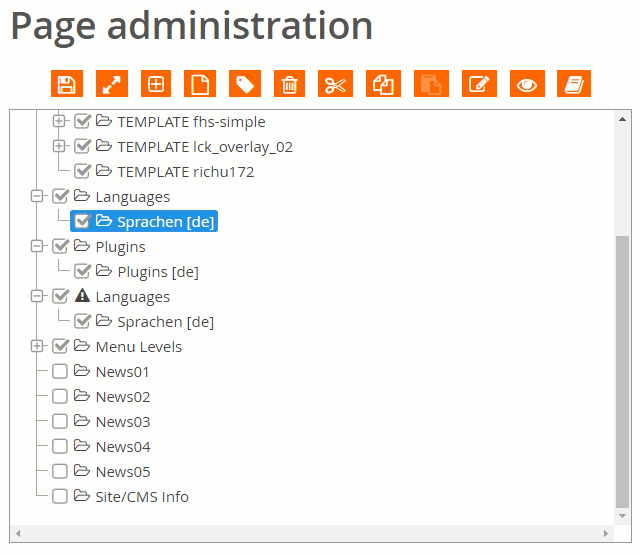 Page administration
TEMPLATE fhs-simple
TEMPLATE lck_overlay_02
TEMPLATE richu172
Languages
Sprachen [de]
Plugins
Plugins [de]
Languages
Sprachen [de]
Menu Levels
News01
News02
News03
News04
News05
Site/CMS Info